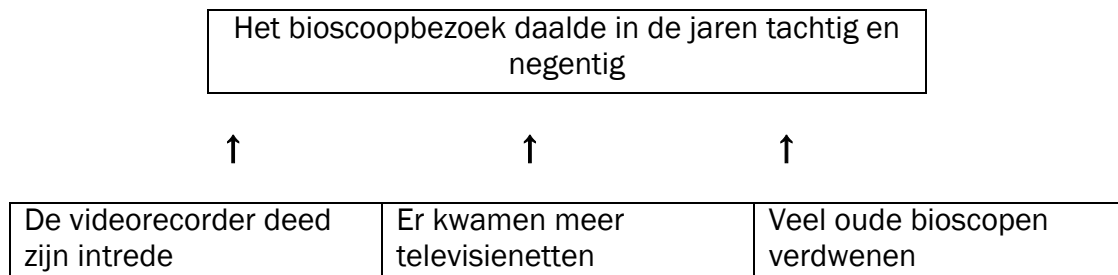 Het bioscoopbezoek daalde in de jaren tachtig en
negentig
↑ ↑ ↑
De videorecorder deed
zijn intrede
Er kwamen meer
televisienetten
Veel oude bioscopen
verdwenen